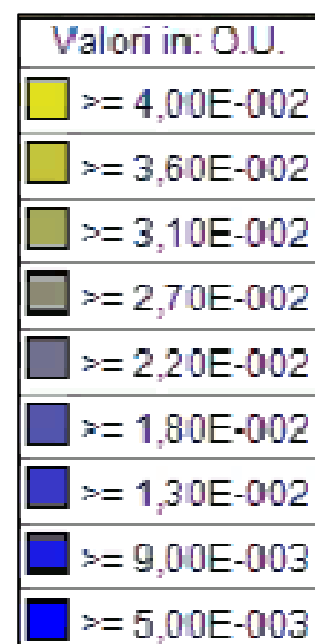 Valori in: O.U.
>= 4,00E-002
>= 3,60E-002
>= 3,10E-002
>= 2,70E-002
>= 2,20E-002
>= 1,80E-002
>= 1,30E-002
>= 9,00E-003
>= 5,00E-003